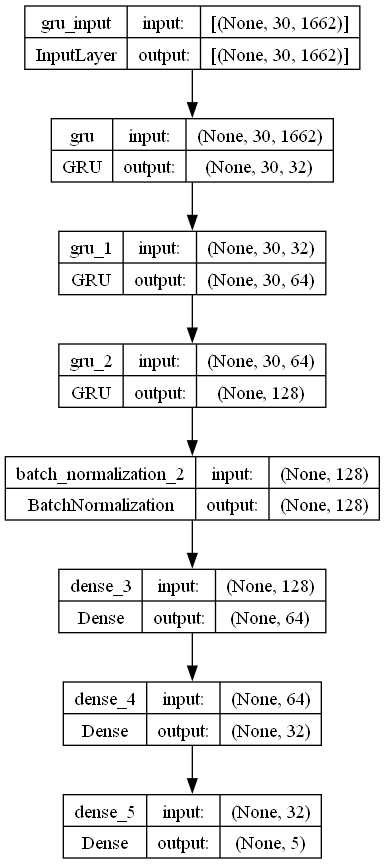 gru_input input: [(None, 30, 1662)]
InputLayer output: [(None, 30, 1662)]
gru input: (None, 30, 1662)
GRU output: (None, 30, 32)
gru_1 input: (None, 30, 32)
GRU output: (None, 30, 64)
gru_2 input: (None, 30, 64)
GRU output: (None, 128)
batch_normalization_2 input: (None, 128)
BatchNormalization output: (None, 128)
dense_3 input: (None, 128)
Dense output: (None, 64)
dense_4 input: (None, 64)
Dense output: (None, 32)
dense_5 input: (None, 32)
Dense output: (None, 5)